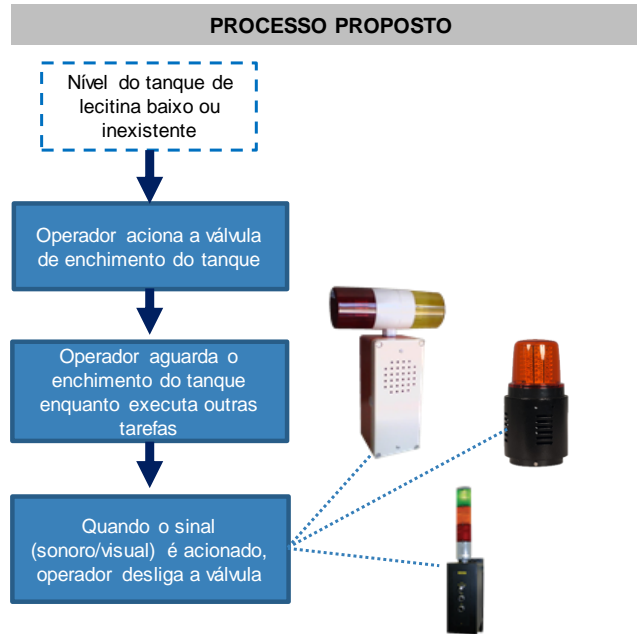 PROCESSO PROPOSTO
Nível do tanque de
lecitina baixo ou
inexistente
Operador aciona a válvula
de enchimento do tanque
Operador aguarda o
enchimento do tanque
enquanto executa outras
tarefas
Quando o sinal
(sonoro/visual) é acionado,
operador desliga a válvula